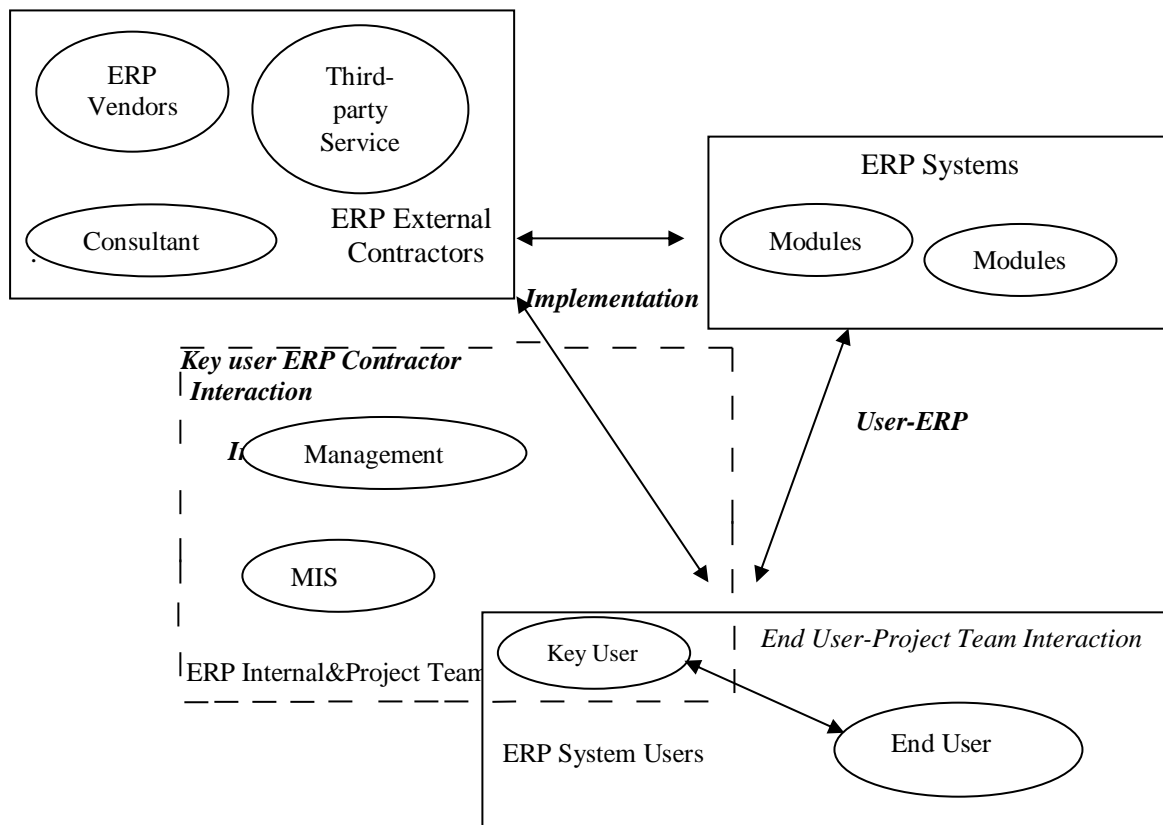 ERP
Vendors
Third-
party
Service
ERP External
Contractors
Consultant
.
ERP Systems
Modules
Modules
Implementation
Key user ERP Contractor
Interaction
Management
User-ERP
MIS
ERP Internal&Project Team
Key User
End User-Project Team Interaction
ERP System Users
End User